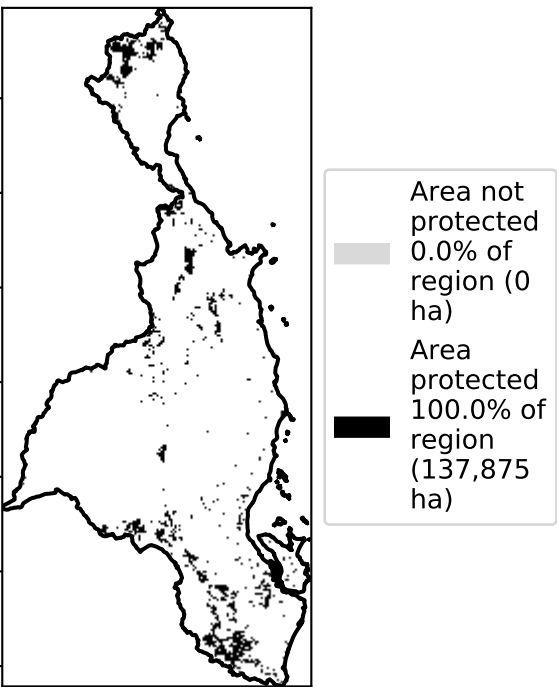 Area not
protected
0.0% of
region (0
ha)
Area
protected
100.0% of
region
(137,875
ha)